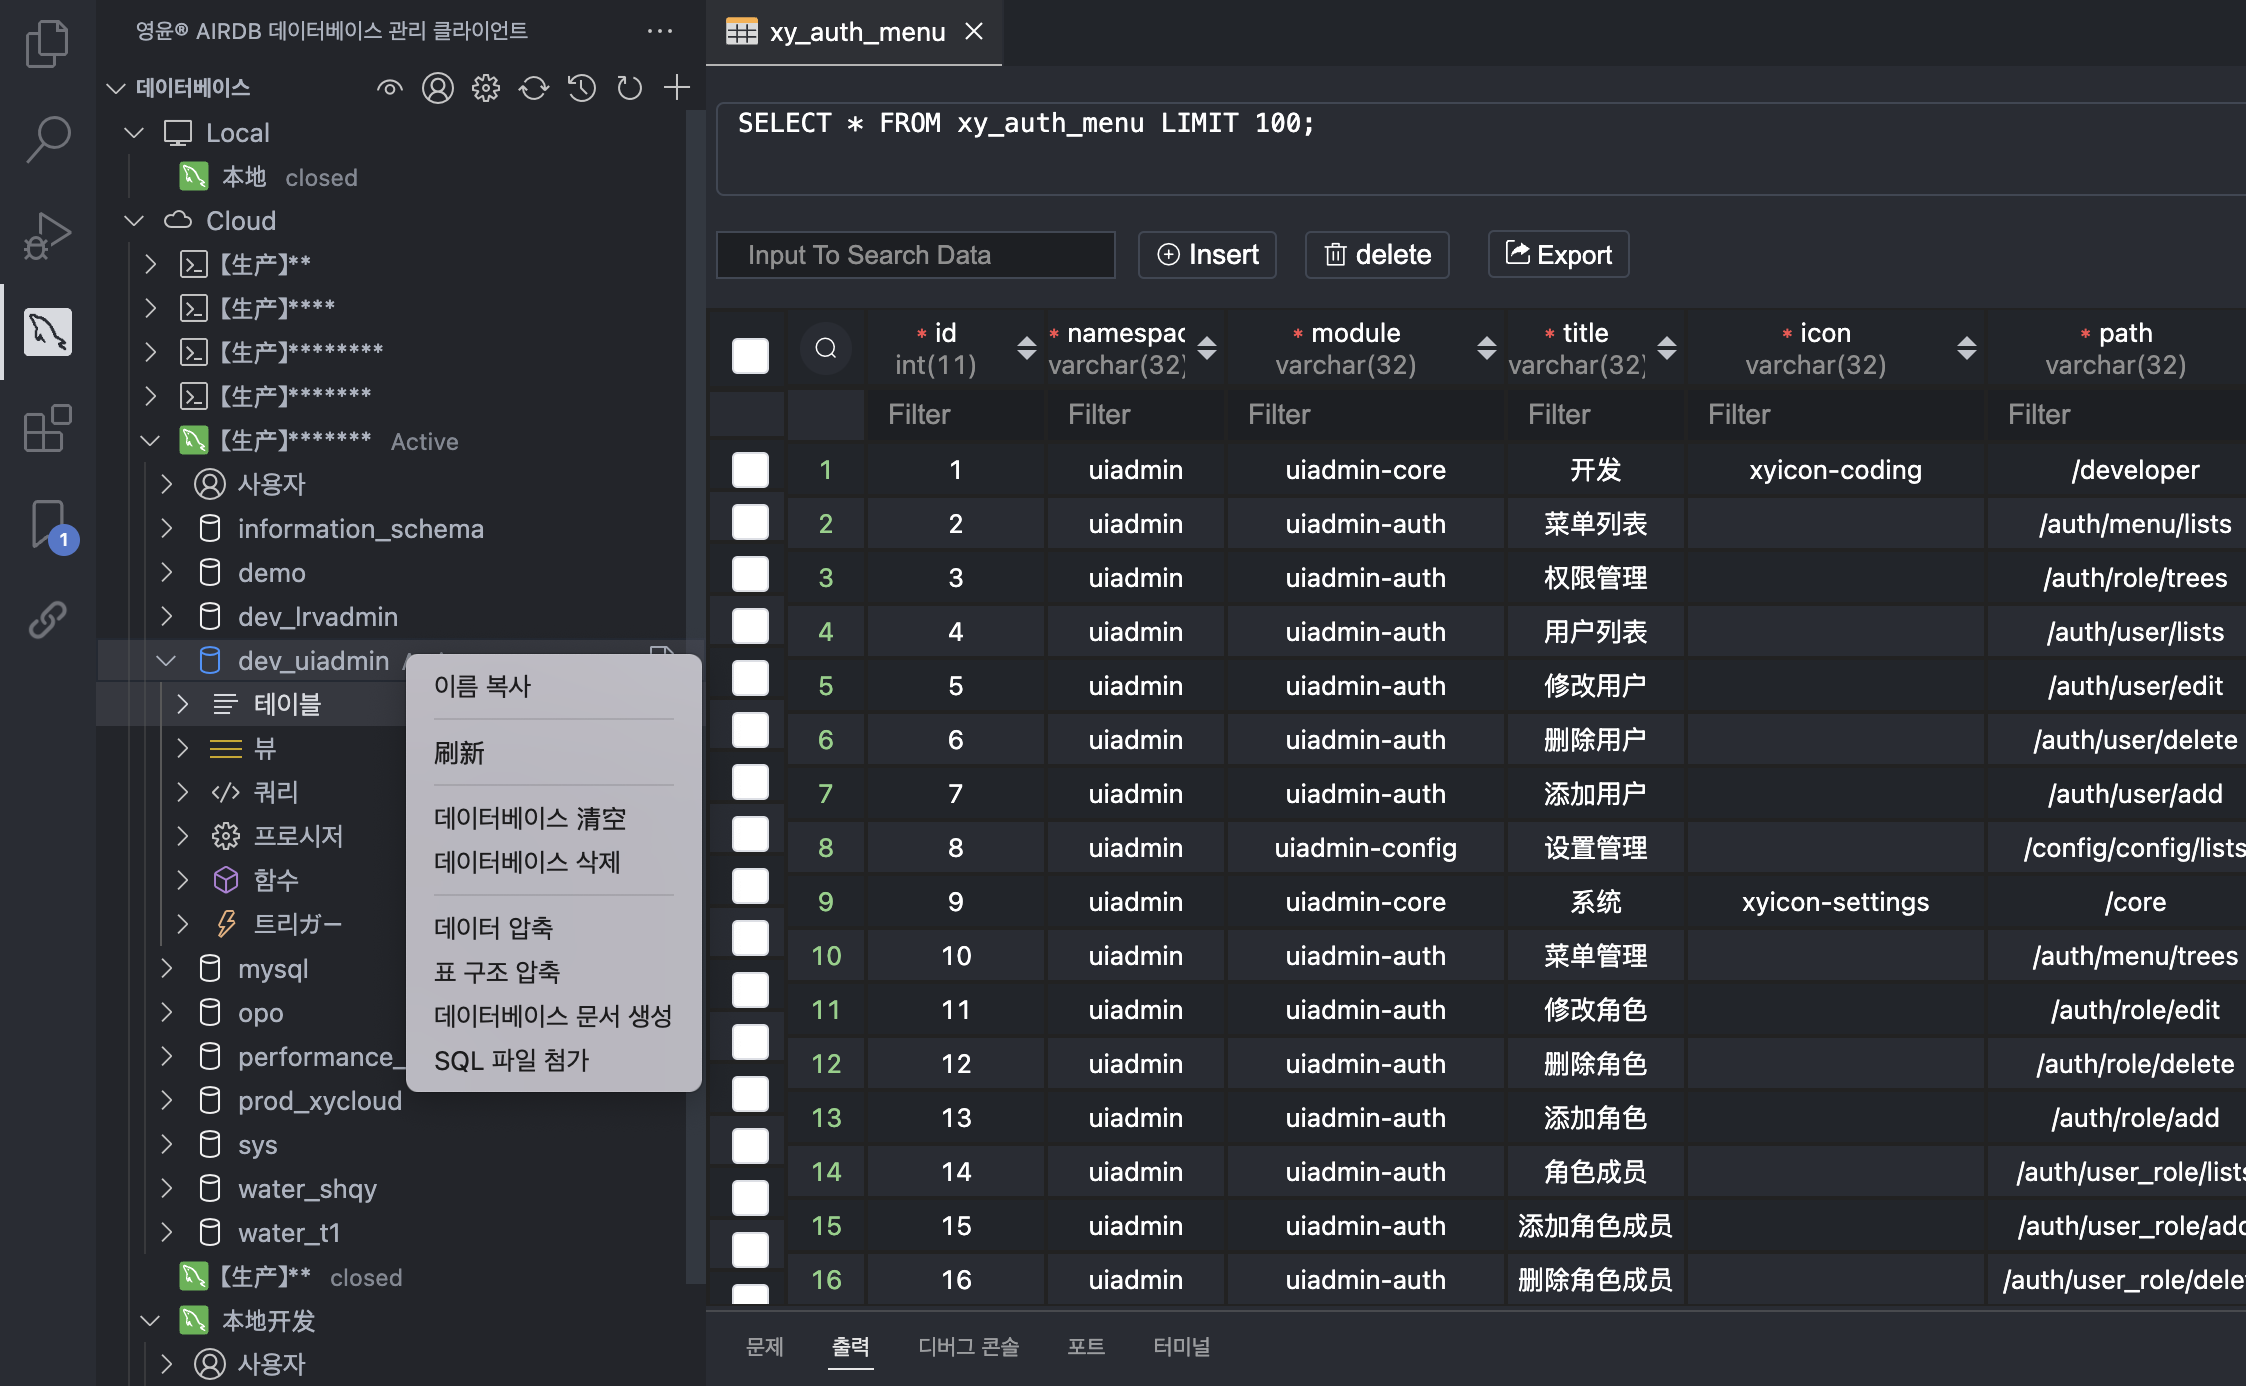 영윤® AIRDB 데이터베이스 관리 클라이언트
데이터베이스
Local
本地 closed
Cloud
【生产】**
【生产】****
【生产】********
【生产】*******
【生产】******* Active
사용자
information_schema
demo
dev_lrvadmin
dev_uiadmin
테이블
뷰
쿼리
프로시저
함수
트리가ー
mysql
opo
performance_
prod_xycloud
sys
water_shqy
water_t1
【生产】** closed
本地开发
사용자
1
이름 복사
刷新
데이터베이스 清空
데이터베이스 삭제
데이터 압축
표 구조 압축
데이터베이스 문서 생성
SQL 파일 첨가
xy_auth_menu
SELECT * FROM xy_auth_menu LIMIT 100;
Input To Search Data Insert delete Export
* id * namespac * module * title * icon * path
int(11) varchar(32) varchar(32) varchar(32) varchar(32) varchar(32)
Filter Filter Filter Filter Filter Filter
1 1 uiadmin uiadmin-core 开发 xyicon-coding /developer
2 2 uiadmin uiadmin-auth 菜单列表 /auth/menu/lists
3 3 uiadmin uiadmin-auth 权限管理 /auth/role/trees
4 4 uiadmin uiadmin-auth 用户列表 /auth/user/lists
5 5 uiadmin uiadmin-auth 修改用户 /auth/user/edit
6 6 uiadmin uiadmin-auth 删除用户 /auth/user/delete
7 7 uiadmin uiadmin-auth 添加用户 /auth/user/add
8 8 uiadmin uiadmin-config 设置管理 /config/config/lists
9 9 uiadmin uiadmin-core 系统 xyicon-settings /core
10 10 uiadmin uiadmin-auth 菜单管理 /auth/menu/trees
11 11 uiadmin uiadmin-auth 修改角色 /auth/role/edit
12 12 uiadmin uiadmin-auth 删除角色 /auth/role/delete
13 13 uiadmin uiadmin-auth 添加角色 /auth/role/add
14 14 uiadmin uiadmin-auth 角色成员 /auth/user_role/lists
15 15 uiadmin uiadmin-auth 添加角色成员 /auth/user_role/add
16 16 uiadmin uiadmin-auth 删除角色成员 /auth/user_role/dele
문제 출력 디버그 콘솔 포트 터미널